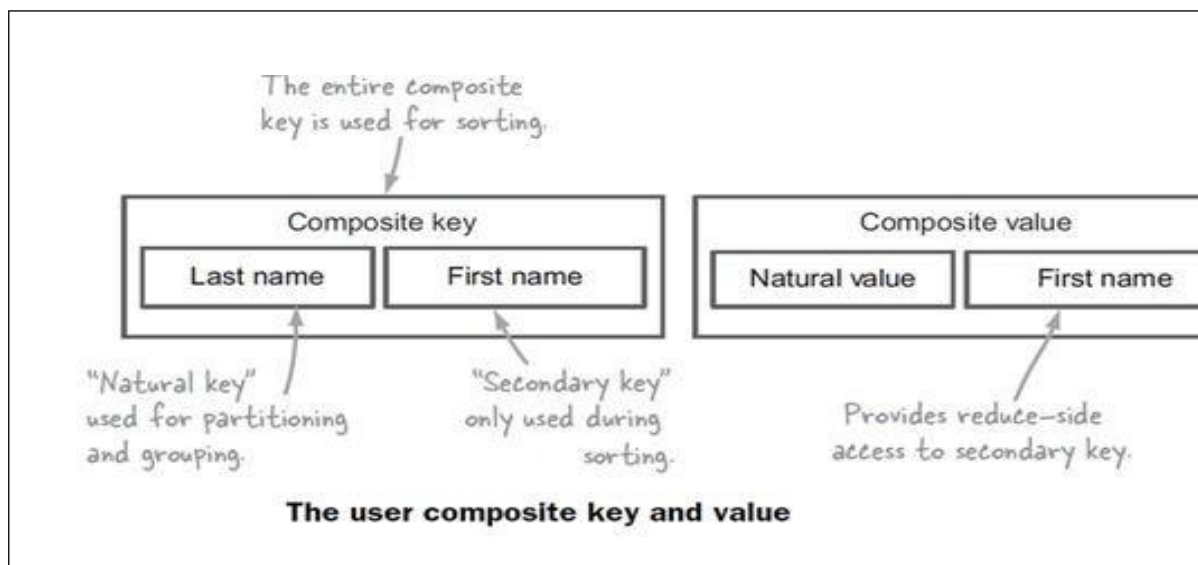 The entire composite
key is used for sorting.
Composite key
Last name
First name
Composite value
Natural value
First name
"Natural key"
used for partitioning
and grouping.
"Secondary key"
only used during
sorting.
Provides reduce-side
access to secondary key.
The user composite key and value